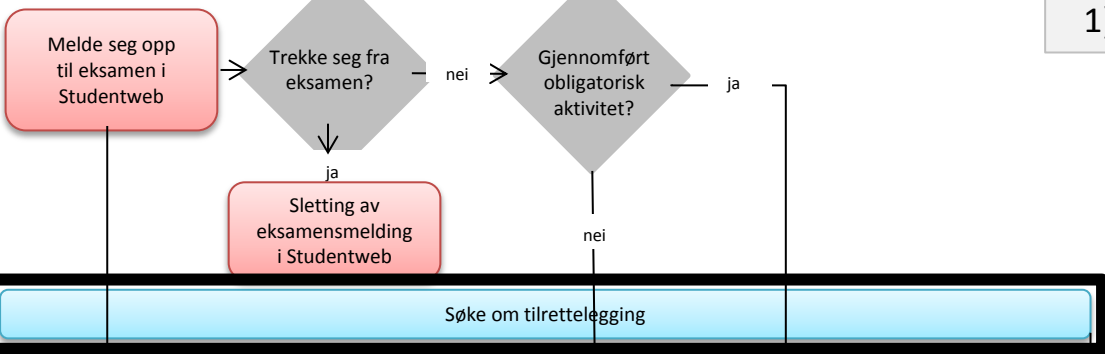 Melde seg opp
til eksamen i
Studentweb
Trekke seg fra
eksamen?
nei
Gjennomført
obligatorisk
aktivitet?
ja
1)
ja
Sletting av
eksamensmelding
i Studentweb
nei
Søke om tilrettelegging